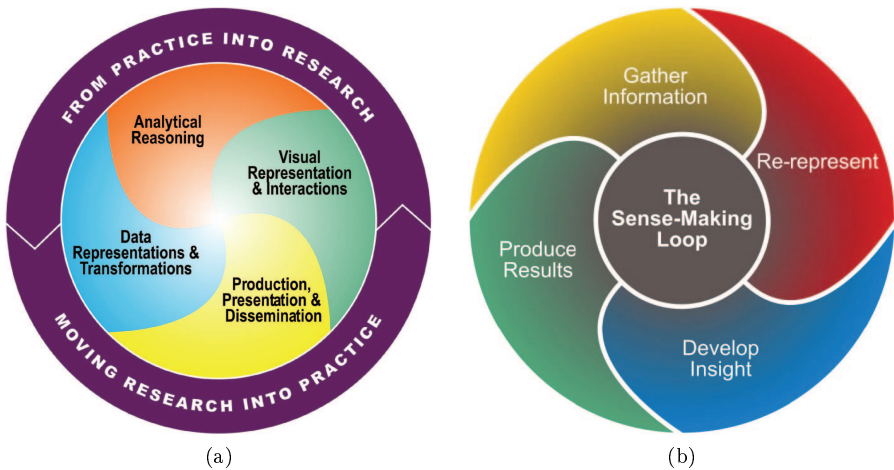 FROM PRACTICE INTO RESEARCH
Analytical
Reasoning
Visual
Representation
& Interactions
Data
Representations &
Transformations
Production,
Presentation &
Dissemination
MOVING RESEARCH INTO PRACTICE
(a)
Gather
Information
Re-represent
The
Sense-Making
Loop
Produce
Results
Develop
Insight
(b)